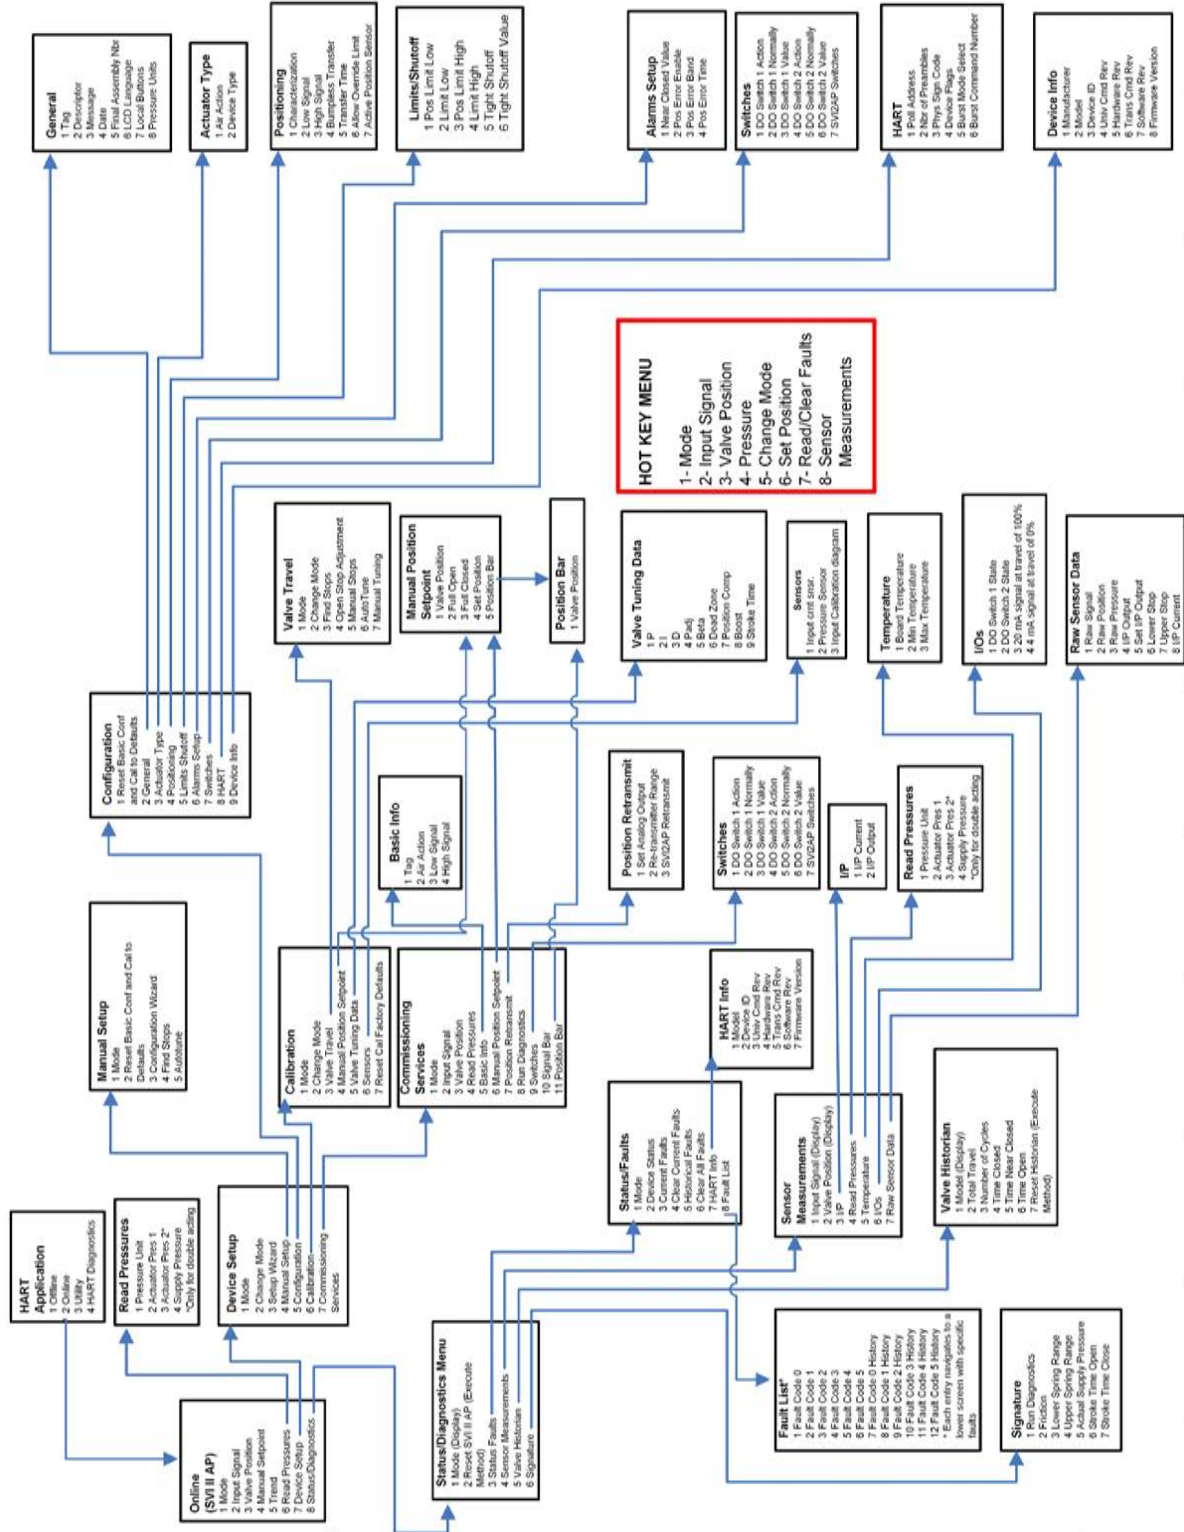 HART
Application
1 Offline
2 Online
3 Utility
4 HART Diagnostics
Online
(SVI II AP)
1 Mode
2 Input Signal
3 Valve Position
4 Manual Setpoint
5 Trend
6 Read Pressures
7 Device Setup
8 Status/Diagnostics
Read Pressures
1 Pressure Unit
2 Actuator Pres 1
3 Actuator Pres 2*
4 Supply Pressure
*Only for double acting
Device Setup
1 Mode
2 Change Mode
3 Setup Wizard
4 Manual Setup
5 Configuration
6 Calibration
7 Commissioning
Services
Status/Diagnostics Menu
1 Mode (Display)
2 Reset SVI II AP (Execute
Method)
3 Status Faults
4 Sensor Measurements
5 Valve Historian
6 Signature
Fault List*
1 Fault Code 0
2 Fault Code 1
3 Fault Code 2
4 Fault Code 3
5 Fault Code 4
6 Fault Code 5
7 Fault Code 0 History
8 Fault Code 1 History
9 Fault Code 2 History
10 Fault Code 3 History
11 Fault Code 4 History
12 Fault Code 5 History
* Each entry navigates to a
lower screen with specific
faults
Signature
1 Run Diagnostics
2 Friction
3 Lower Spring Range
4 Upper Spring Range
5 Actual Supply Pressure
6 Stroke Time Open
7 Stroke Time Close
Manual Setup
1 Mode
2 Reset Basic Conf and Cal to
Defaults
3 Configuration Wizard
4 Find Stops
5 Autotune
Calibration
1 Mode
2 Change Mode
3 Valve Travel
4 Manual Position Setpoint
5 Valve Tuning Data
6 Sensors
7 Reset Cal Factory Defaults
Commissioning
Services
1 Mode
2 Input Signal
3 Valve Position
4 Read Pressures
5 Basic Info
6 Manual Position Setpoint
7 Position Retransmit
8 Run Diagnostics
9 Switches
10 Signal Bar
11 Position Bar
Status/Faults
1 Mode
2 Device Status
3 Current Faults
4 Clear Current Faults
5 Historical Faults
6 Clear All Faults
7 HART Info
8 Fault List
HART Info
1 Model
2 Device ID
3 Univ Cmd Rev
4 Hardware Rev
5 Trans Cmd Rev
6 Software Rev
7 Firmware Version
Sensor
Measurements
1 Input Signal (Display)
2 Valve Position (Display)
3 I/P
4 Read Pressures
5 Temperature
6 I/Os
7 Raw Sensor Data
Valve Historian
1 Model (Display)
2 Total Travel
3 Number of Cycles
4 Time Closed
5 Time Near Closed
6 Time Open
7 Reset Historian (Execute
Method)
Configuration
1 Reset Basic Conf
and Cal to Defaults
2 General
3 Actuator Type
4 Positioning
5 Limits Shutoff
6 Alarms Setup
7 Switches
8 HART
9 Device Info
Basic Info
1 Tag
2 Air Action
3 Low Signal
4 High Signal
Position Retransmit
1 Set Analog Output
2 Re-transmitter Range
3 SVI2AP Retransmit
Switches
1 DO Switch 1 Action
2 DO Switch 1 Normally
3 DO Switch 1 Value
4 DO Switch 2 Action
5 DO Switch 2 Normally
6 DO Switch 2 Value
7 SVI2AP Switches
I/P
1 I/P Current
2 I/P Output
Read Pressures
1 Pressure Unit
2 Actuator Pres 1
3 Actuator Pres 2*
4 Supply Pressure
*Only for double acting
Valve Travel
1 Mode
2 Change Mode
3 Find Stops
4 Open Stop Adjustment
5 Manual Stops
6 AutoTune
7 Manual Tuning
Manual Position
Setpoint
1 Valve Position
2 Full Open
3 Full Closed
4 Set Position
5 Position Bar
Position Bar
1 Valve Position
Valve Tuning Data
1 P
2 I
3 D
4 Padj
5 Beta
6 Dead Zone
7 Position Comp
8 Boost
9 Stroke Time
Sensors
1 Input crnt snsr.
2 Pressure Sensor
3 Input Calibration diagram
Temperature
1 Board Temperature
2 Min Temperature
3 Max Temperature
I/Os
1 DO Switch 1 State
2 DO Switch 2 State
3 20 mA signal at travel of 100%
4 4 mA signal at travel of 0%
Raw Sensor Data
1 Raw Signal
2 Raw Position
3 Raw Pressure
4 I/P Output
5 Set I/P Output
6 Lower Stop
7 Upper Stop
8 I/P Current
HOT KEY MENU
1- Mode
2- Input Signal
3- Valve Position
4- Pressure
5- Change Mode
6- Set Position
7- Read/Clear Faults
8- Sensor
Measurements
General
1 Tag
2 Descriptor
3 Message
4 Date
5 Final Assembly Nbr
6 LCD Language
7 Local Buttons
8 Pressure Units
Actuator Type
1 Air Action
2 Device Type
Positioning
1 Characterization
2 Low Signal
3 High Signal
4 Bumpless Transfer
5 Transfer Time
6 Allow Override Limit
7 Active Position Sensor
Limits/Shutoff
1 Pos Limit Low
2 Limit Low
3 Pos Limit High
4 Limit High
5 Tight Shutoff
6 Tight Shutoff Value
Alarms Setup
1 Near Closed Value
2 Pos Error Enable
3 Pos Error Band
4 Pos Error Time
Switches
1 DO Switch 1 Action
2 DO Switch 1 Normally
3 DO Switch 1 Value
4 DO Switch 2 Action
5 DO Switch 2 Normally
6 DO Switch 2 Value
7 SVI2AP Switches
HART
1 Poll Address
2 Nbr of Preambles
3 Phys Sign Code
4 Device Flags
5 Burst Mode Select
6 Burst Command Number
Device Info
1 Manufacturer
2 Model
3 Device ID
4 Univ Cmd Rev
5 Hardware Rev
6 Trans Cmd Rev
7 Software Rev
8 Firmware Version